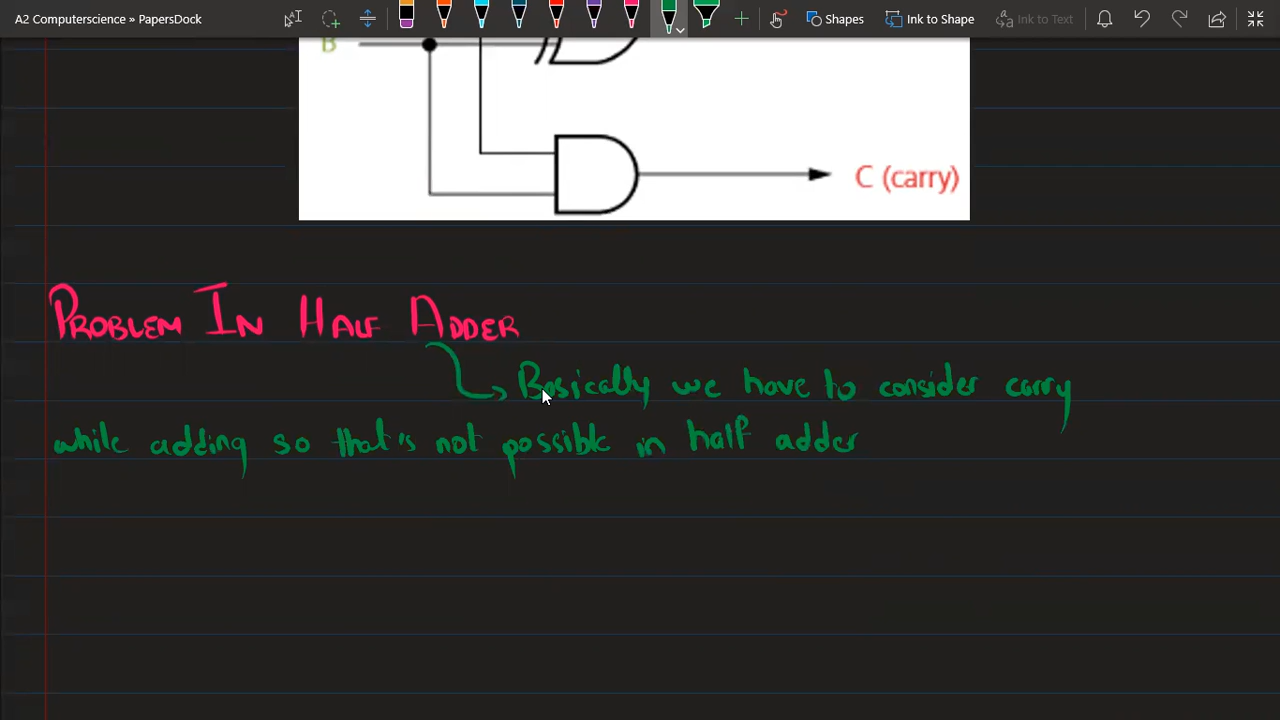 A2 Computerscience » PapersDock
Shapes
Ink to Shape
Ink to Text
B
C (carry)
PROBLEM IN HALF ADDER
Basically we have to consider carry
while adding so that's not possible in half adder